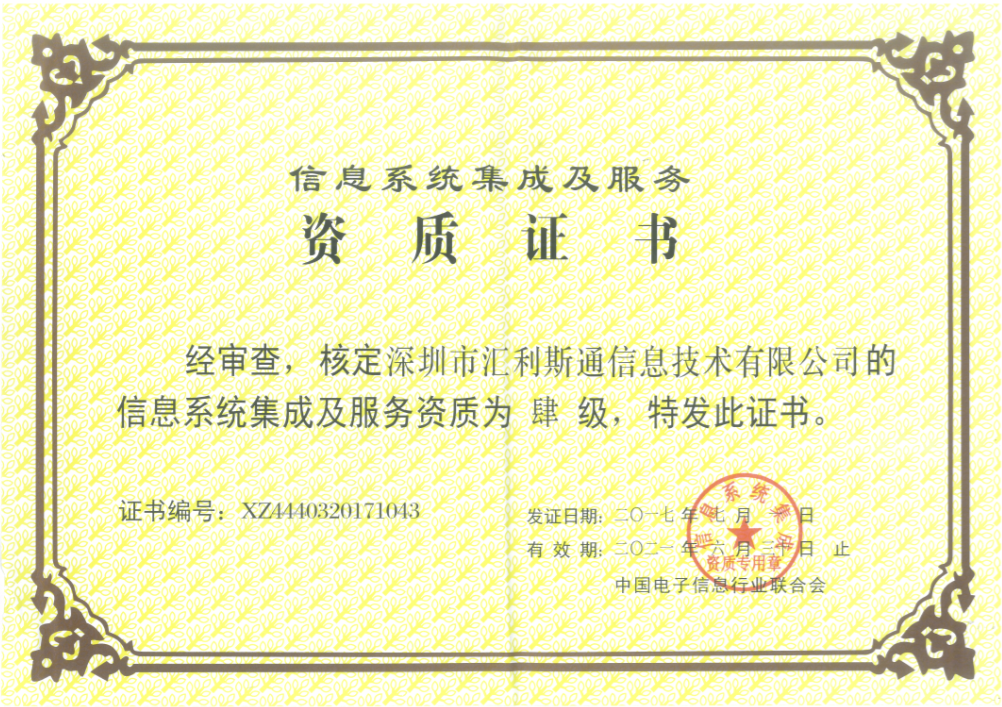 信息系统集成及服务
资质证书
经审查，核定深圳市汇利斯通信息技术有限公司的
信息系统集成及服务资质为 肆 级，特发此证书。
证书编号：XZ4440320171043
发证日期：二〇一七 年 七 月 一 日
有 效 期：二〇二一 年 六 月 三十 日 止
中国电子信息行业联合会
信息系统集成
资质专用章